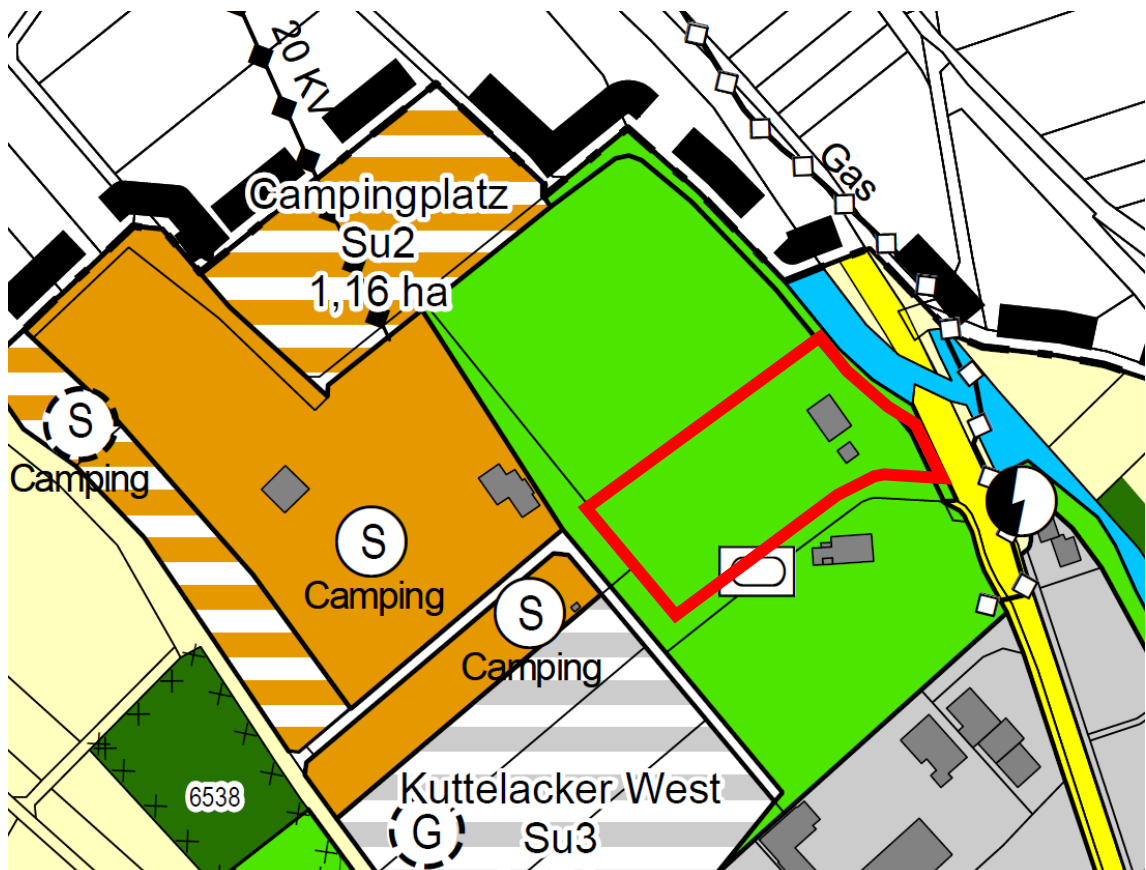 20 KV
Gas
Campingplatz
Su2
1,16 ha
S
Camping
S
Camping
S
Camping
6538
Kuttelacker West
Su3
G